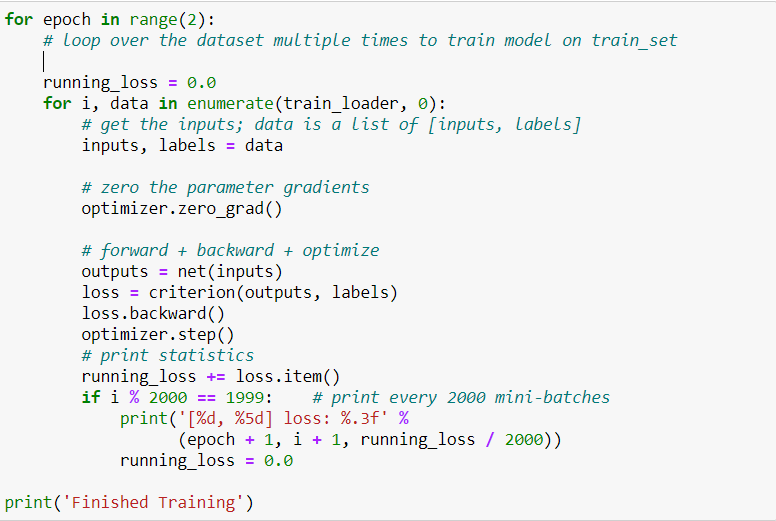 for epoch in range(2):
    # loop over the dataset multiple times to train model on train_set
    running_loss = 0.0
    for i, data in enumerate(train_loader, 0):
        # get the inputs; data is a list of [inputs, labels]
        inputs, labels = data
        # zero the parameter gradients
        optimizer.zero_grad()
        # forward + backward + optimize
        outputs = net(inputs)
        loss = criterion(outputs, labels)
        loss.backward()
        optimizer.step()
        # print statistics
        running_loss += loss.item()
        if i % 2000 == 1999:    # print every 2000 mini-batches
            print('[%d, %5d] loss: %.3f' %
                  (epoch + 1, i + 1, running_loss / 2000))
            running_loss = 0.0
print('Finished Training')